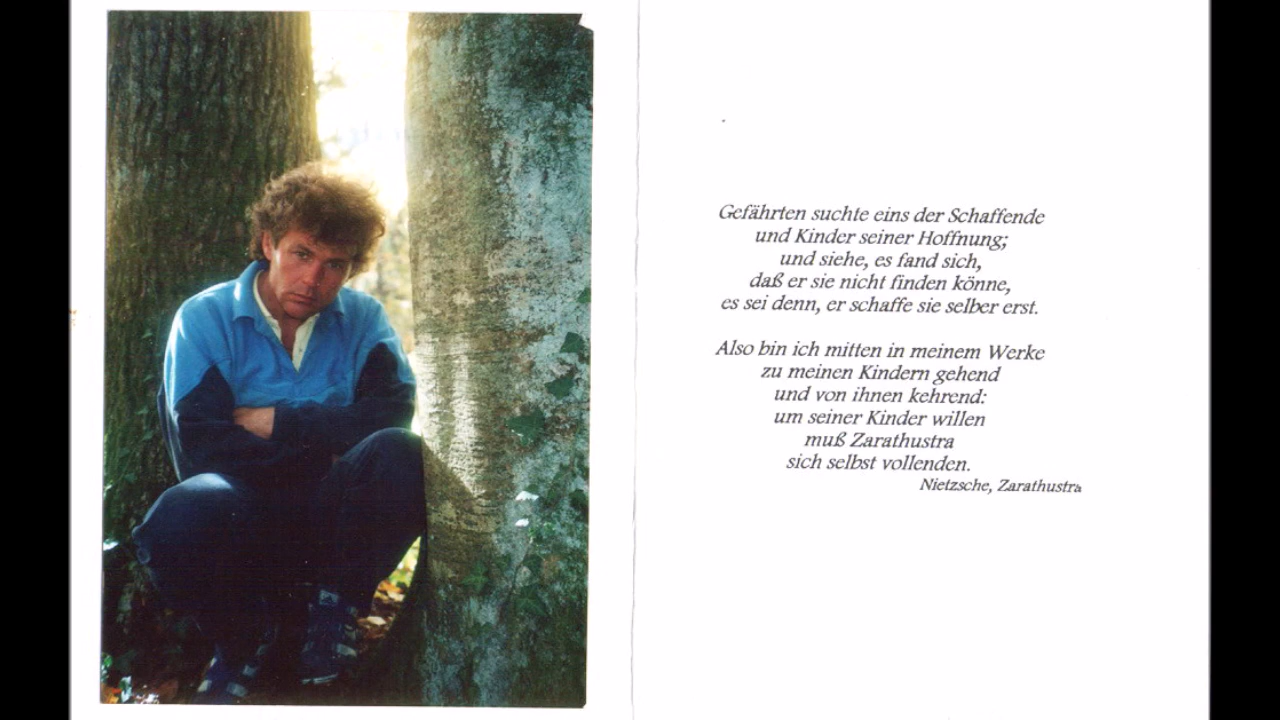 Gefährten suchte eins der Schaffende
und Kinder seiner Hoffnung;
und siehe, es fand sich,
daß er sie nicht finden könne,
es sei denn, er schaffe sie selber erst.
Also bin ich mitten in meinem Werke
zu meinen Kindern gehend
und von ihnen kehrend:
um seiner Kinder willen
muß Zarathustra
sich selbst vollenden.
Nietzsche, Zarathustra